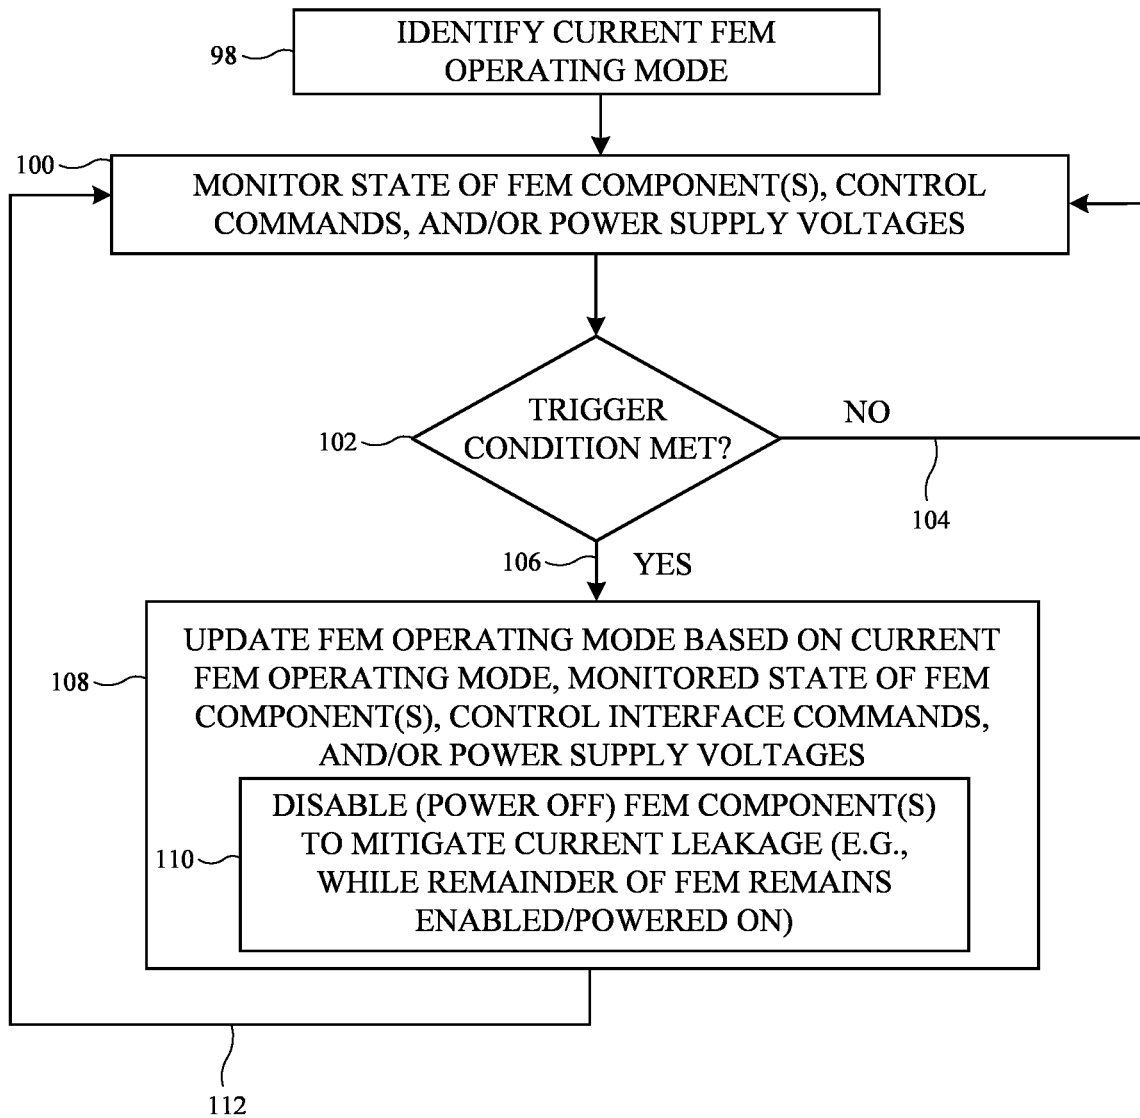 98
IDENTIFY CURRENT FEM
OPERATING MODE
100
MONITOR STATE OF FEM COMPONENT(S), CONTROL
COMMANDS, AND/OR POWER SUPPLY VOLTAGES
102
TRIGGER
CONDITION MET?
NO
104
106
YES
108
UPDATE FEM OPERATING MODE BASED ON CURRENT
FEM OPERATING MODE, MONITORED STATE OF FEM
COMPONENT(S), CONTROL INTERFACE COMMANDS,
AND/OR POWER SUPPLY VOLTAGES
110
DISABLE (POWER OFF) FEM COMPONENT(S)
TO MITIGATE CURRENT LEAKAGE (E.G.,
WHILE REMAINDER OF FEM REMAINS
ENABLED/POWERED ON)
112